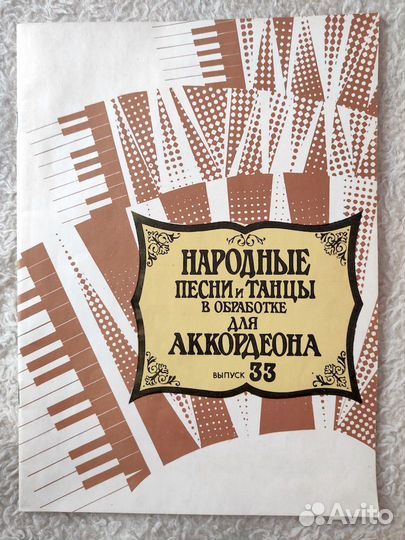 НАРОДНЫЕ
ПЕСНИ и ТАНЦЫ
В ОБРАБОТКЕ
ДЛЯ
АККОРДЕОНА
ВЫПУСК 33
Avito